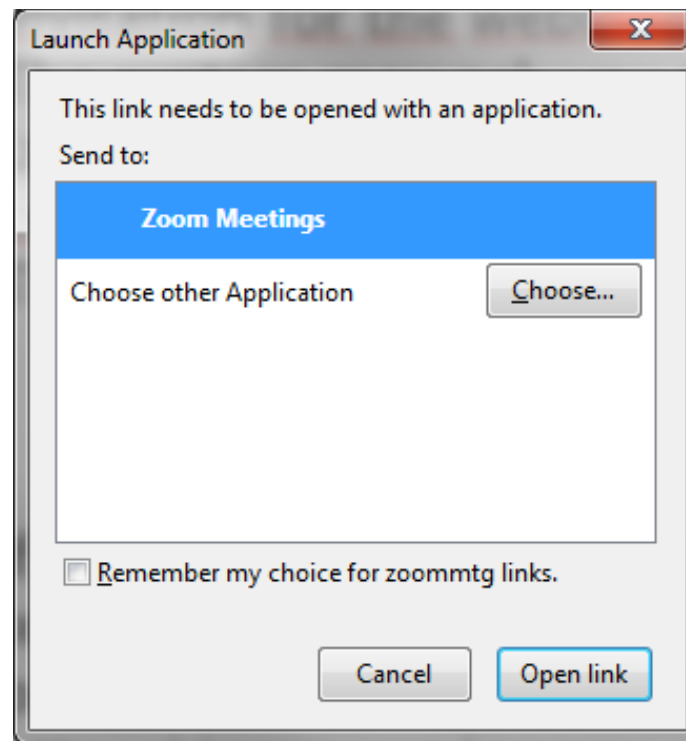 Launch Application
This link needs to be opened with an application.
Send to:
Zoom Meetings
Choose other Application
Choose...
Remember my choice for zoommtg links.
Cancel
Open link